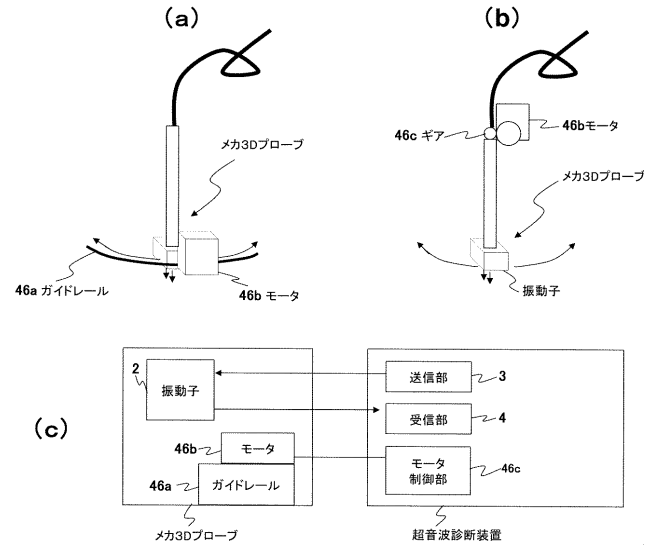 (a)
(b)
メカ3Dプローブ
46a ガイドレール
46b モータ
46c ギア
46bモータ
メカ3Dプローブ
振動子
(c)
2
振動子
46b
モータ
46a
ガイドレール
メカ3Dプローブ
送信部
3
受信部
4
モータ
制御部
46c
超音波診断装置